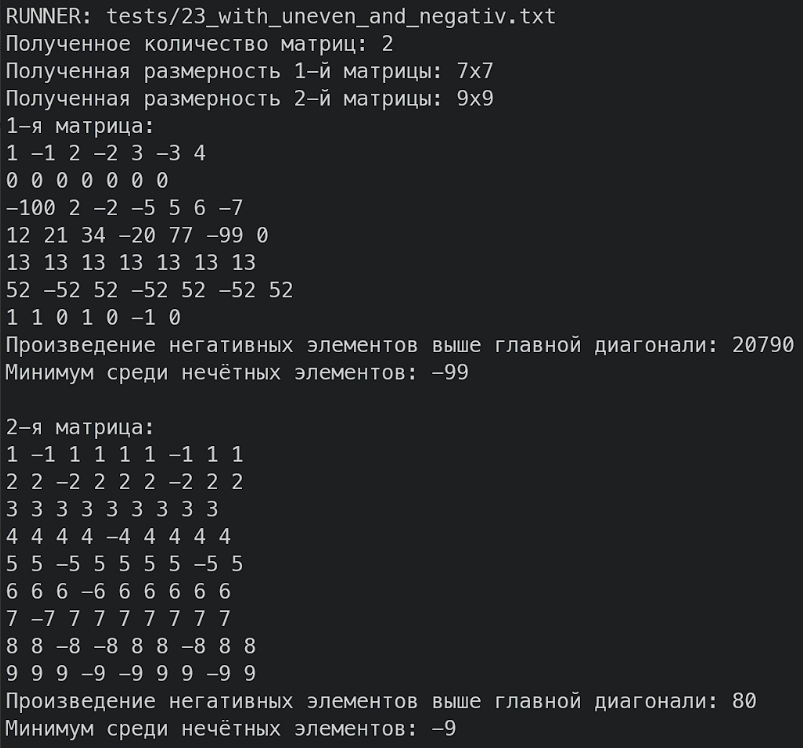 RUNNER: tests/23_with_uneven_and_negativ.txt
Полученное количество матриц: 2
Полученная размерность 1-й матрицы: 7x7
Полученная размерность 2-й матрицы: 9x9
1-я матрица:
1 -1 2 -2 3 -3 4
0 0 0 0 0 0 0
-100 2 -2 -5 5 6 -7
12 21 34 -20 77 -99 0
13 13 13 13 13 13 13
52 -52 52 -52 52 -52 52
1 1 0 1 0 -1 0
Произведение негативных элементов выше главной диагонали: 20790
Минимум среди нечётных элементов: -99

2-я матрица:
1 -1 1 1 1 1 -1 1 1
2 2 -2 2 2 2 -2 2 2
3 3 3 3 3 3 3 3 3
4 4 4 4 -4 4 4 4 4
5 5 -5 5 5 5 5 -5 5
6 6 6 -6 6 6 6 6 6
7 -7 7 7 7 7 7 7 7
8 8 -8 -8 8 8 -8 8 8
9 9 9 -9 -9 9 9 -9 9
Произведение негативных элементов выше главной диагонали: 80
Минимум среди нечётных элементов: -9